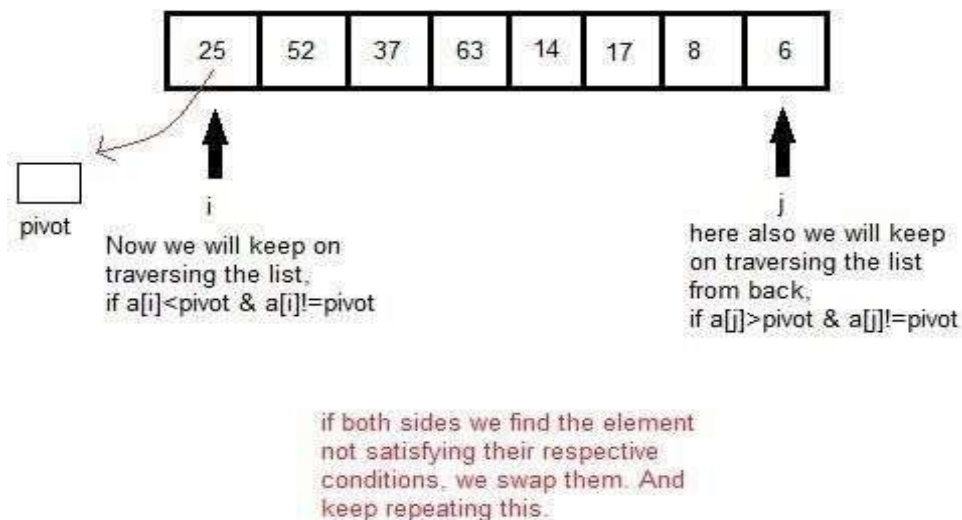 25 52 37 63 14 17 8 6
pivot
i
Now we will keep on
traversing the list,
if a[i]<pivot & a[i]!=pivot
j
here also we will keep
on traversing the list
from back,
if a[j]>pivot & a[j]!=pivot
if both sides we find the element
not satisfying their respective
conditions, we swap them. And
keep repeating this.